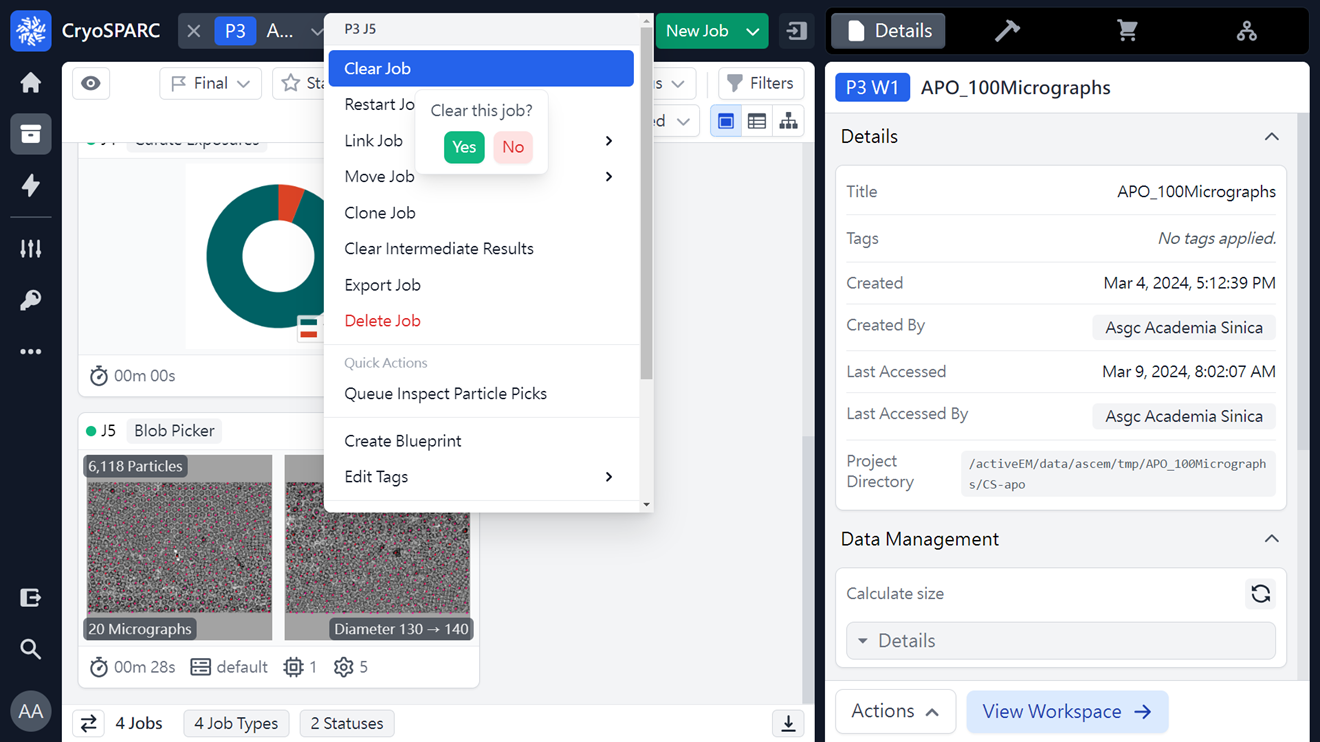 CryoSPARC
P3
A...
New Job
Details
Final
Filters
P3 J5
Clear Job
Restart
Link Job
Move Job
Clone Job
Clear Intermediate Results
Export Job
Delete Job
Quick Actions
Queue Inspect Particle Picks
Create Blueprint
Edit Tags
Clear this job?
Yes
No
00m 00s
J5
Blob Picker
6,118 Particles
20 Micrographs
Diameter 130 → 140
00m 28s
default
1
5
AA
4 Jobs
4 Job Types
2 Statuses
P3 W1
APO_100Micrographs
Details
Title
APO_100Micrographs
Tags
No tags applied.
Created
Mar 4, 2024, 5:12:39 PM
Created By
Asgc Academia Sinica
Last Accessed
Mar 9, 2024, 8:02:07 AM
Last Accessed By
Asgc Academia Sinica
Project
Directory
/activeEM/data/ascem/tmp/APO_100Micrograph
s/CS-apo
Data Management
Calculate size
Details
Actions
View Workspace